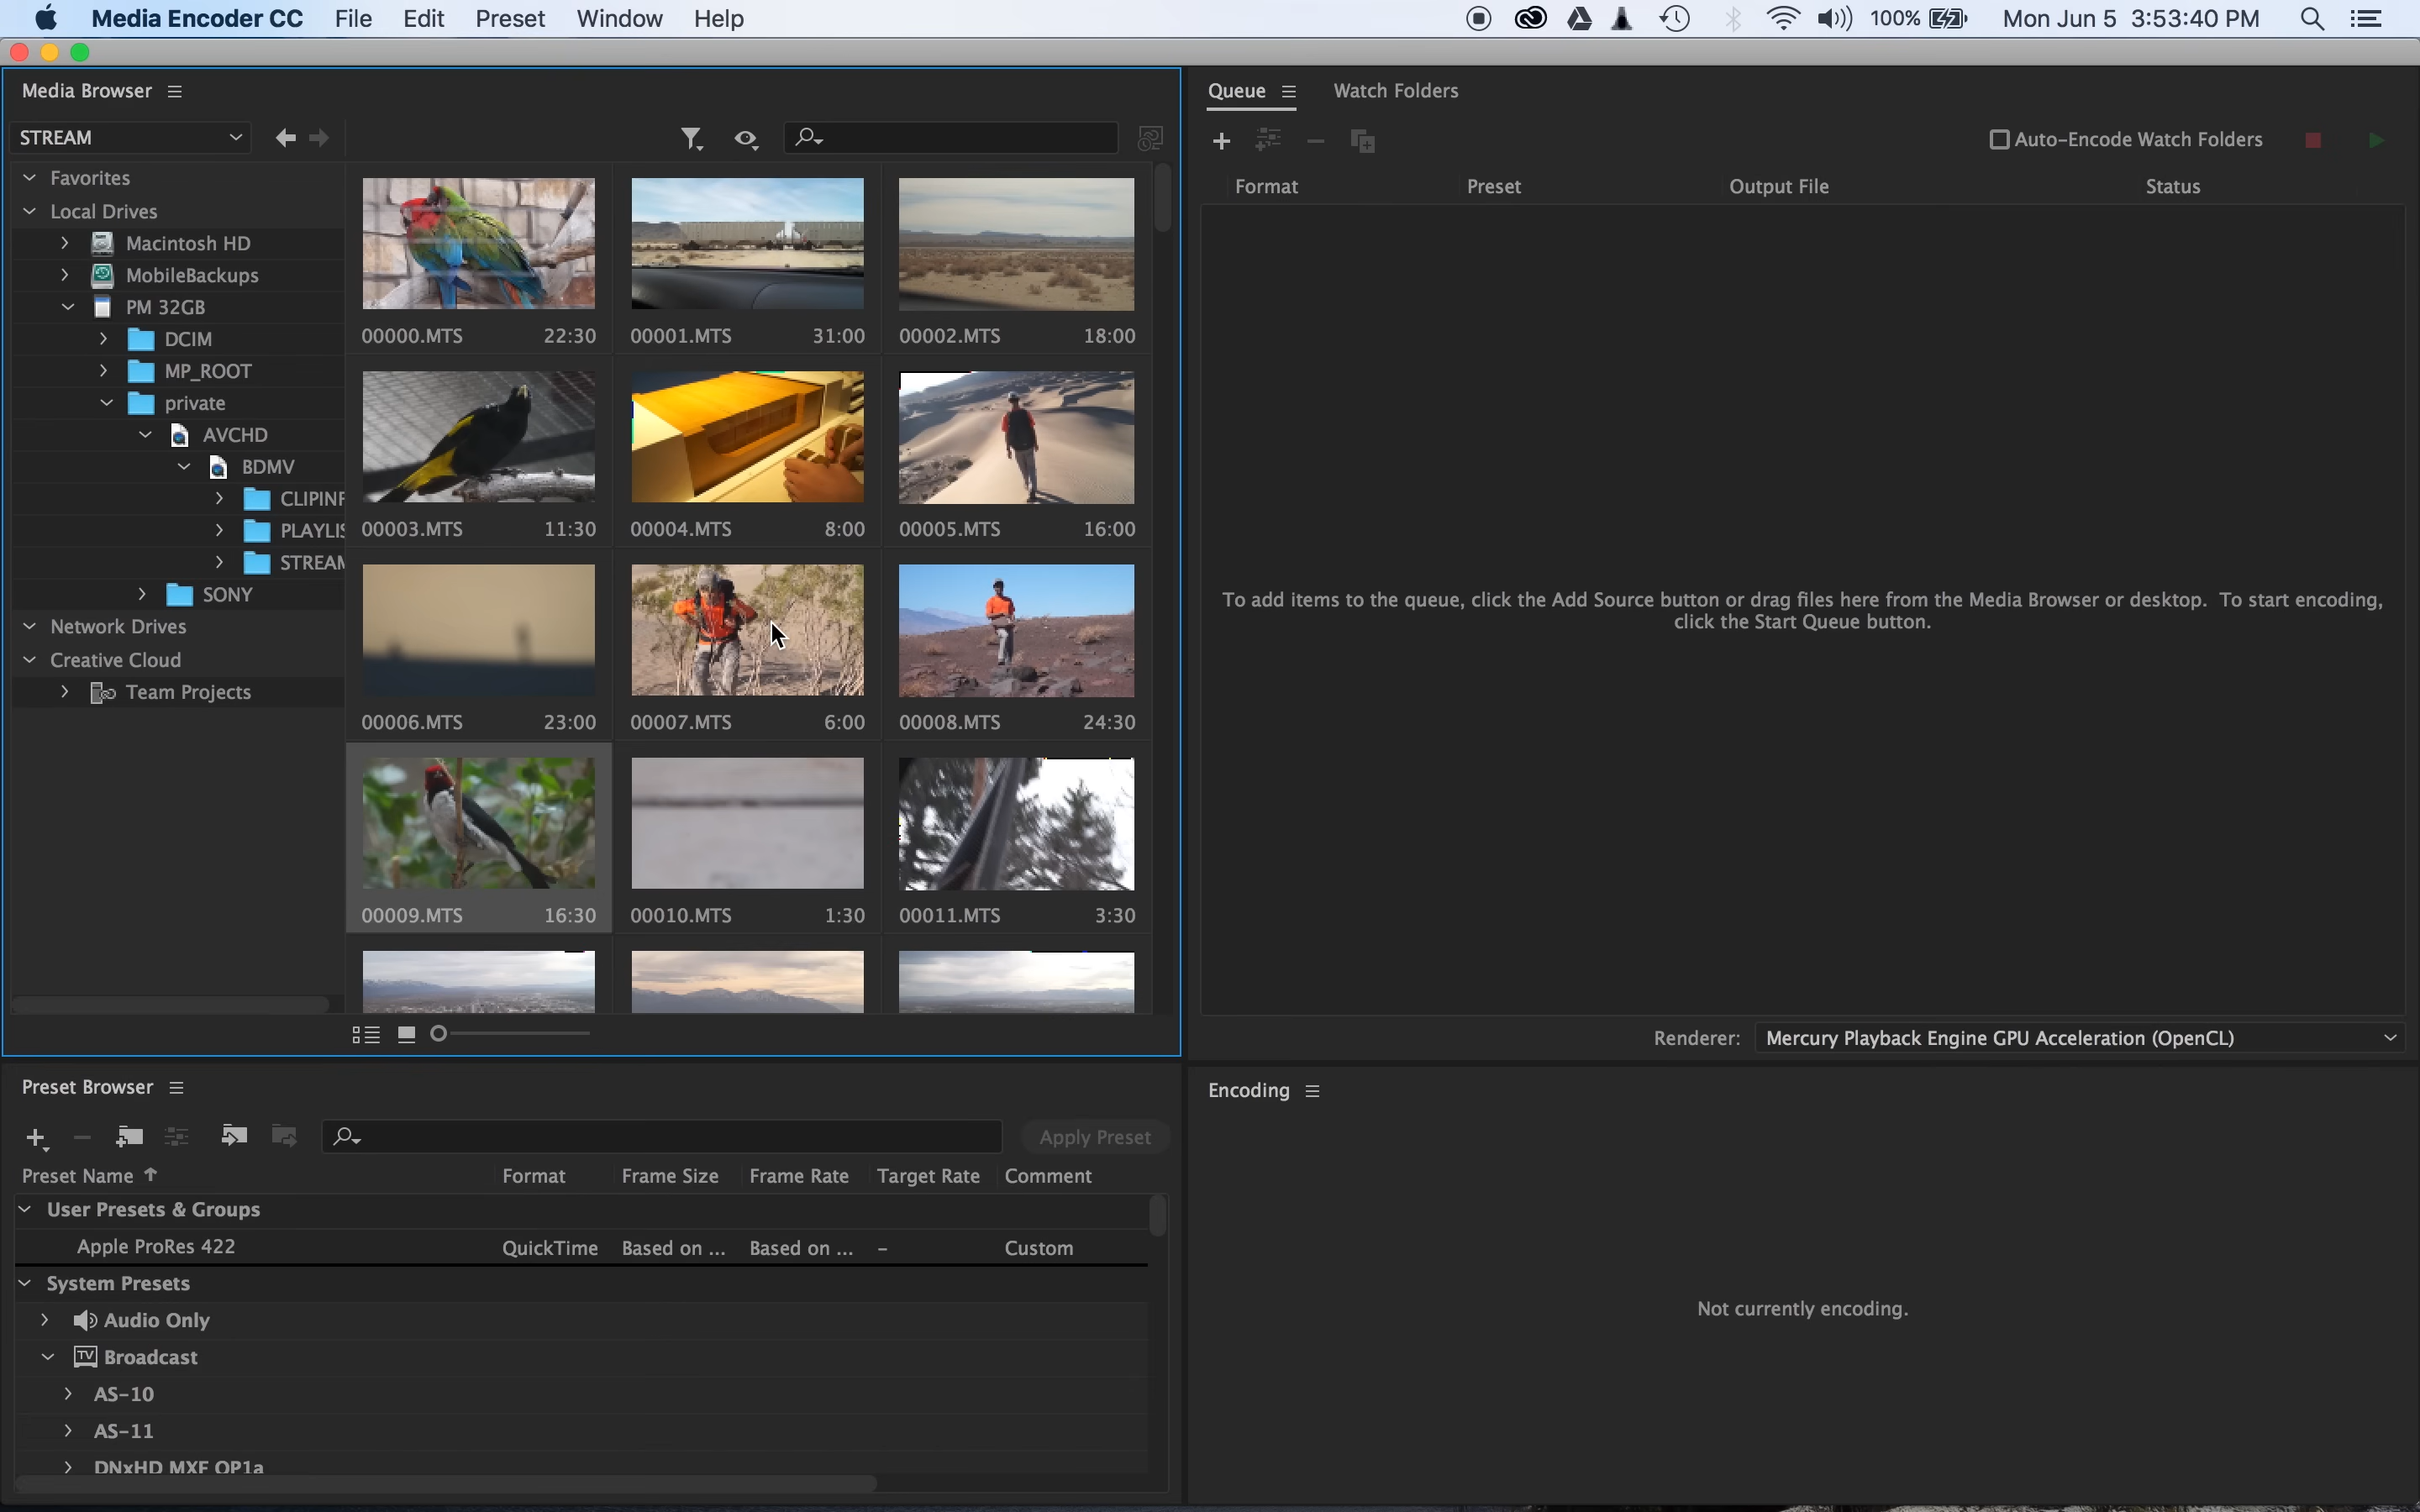 Media Encoder CC File Edit Preset Window Help 100% Mon Jun 5 3:53:40 PM
Media Browser
STREAM
Favorites
Local Drives
Macintosh HD
MobileBackups
PM 32GB
DCIM
MP_ROOT
private
AVCHD
BDMV
CLIPINF
PLAYLIS
STREAM
SONY
Network Drives
Creative Cloud
Team Projects
00000.MTS 22:30 00001.MTS 31:00 00002.MTS 18:00
00003.MTS 11:30 00004.MTS 8:00 00005.MTS 16:00
00006.MTS 23:00 00007.MTS 6:00 00008.MTS 24:30
00009.MTS 16:30 00010.MTS 1:30 00011.MTS 3:30
Queue Watch Folders
Auto-Encode Watch Folders
Format Preset Output File Status
To add items to the queue, click the Add Source button or drag files here from the Media Browser or desktop. To start encoding,
click the Start Queue button.
Renderer: Mercury Playback Engine GPU Acceleration (OpenCL)
Preset Browser
Apply Preset
Preset Name Format Frame Size Frame Rate Target Rate Comment
User Presets & Groups
Apple ProRes 422 QuickTime Based on ... Based on ... - Custom
System Presets
Audio Only
TV Broadcast
AS-10
AS-11
DNxHD MXF OP1a
Encoding
Not currently encoding.